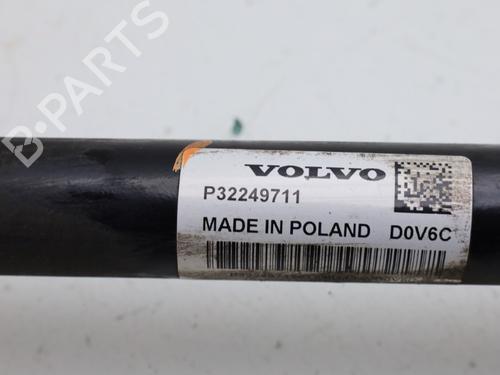 VOLVO
P32249711
MADE IN POLAND D0V6C
B-PARTS